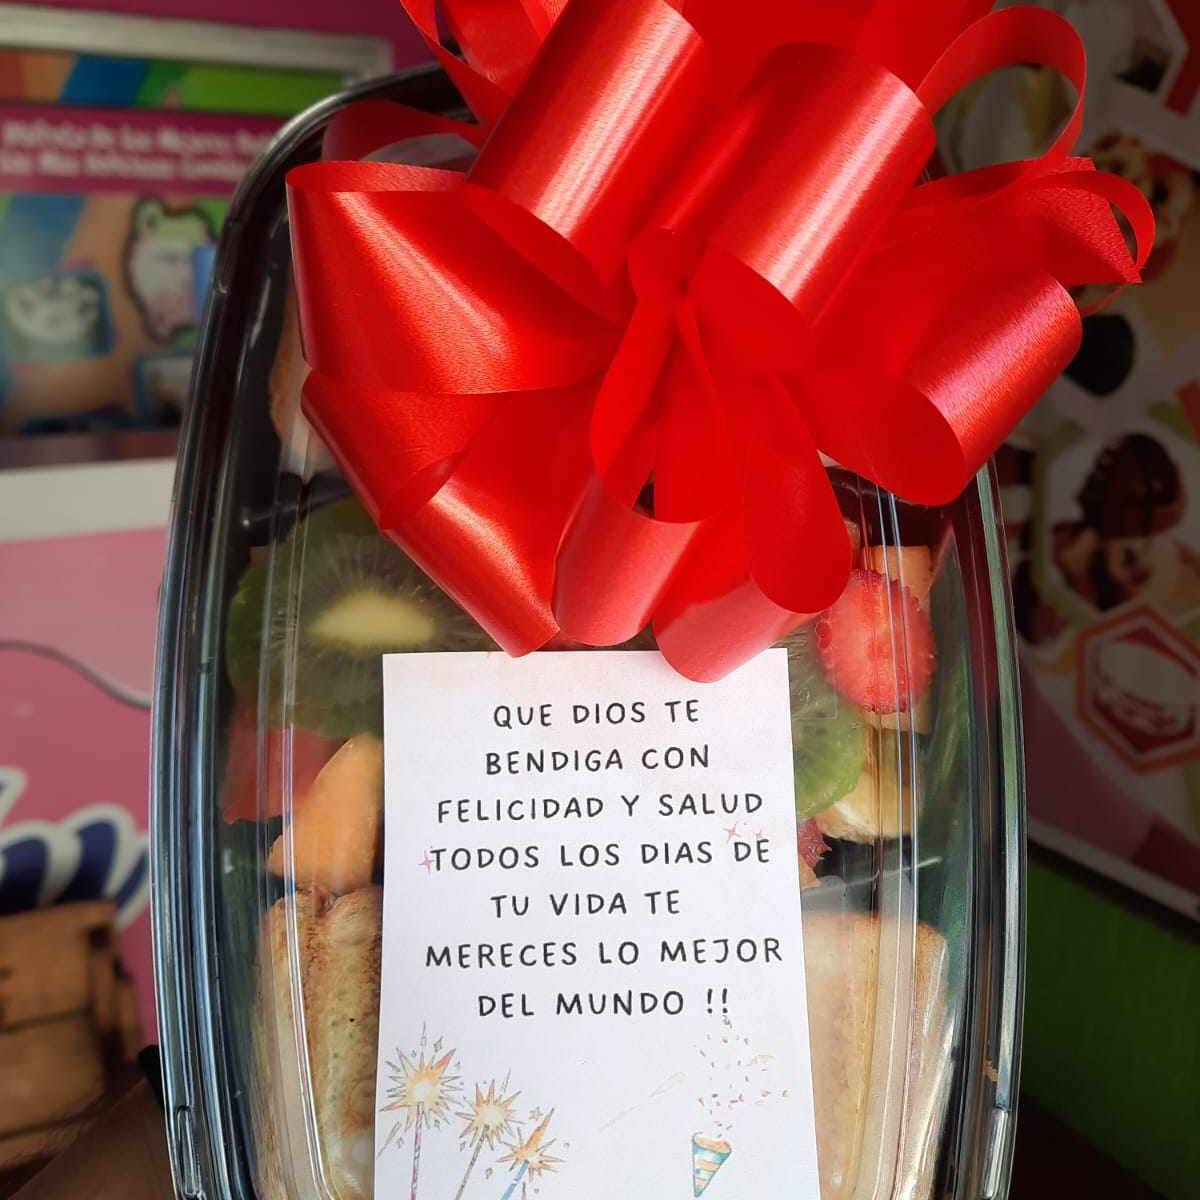 QUE DIOS TE
BENDIGA CON
FELICIDAD Y SALUD
TODOS LOS DIAS DE
TU VIDA TE
MERECES LO MEJOR
DEL MUNDO !!